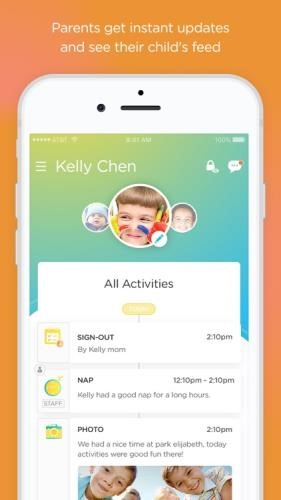 Parents get instant updates
and see their child's feed
AT&T 9:41 AM 100%
Kelly Chen
All Activities
TODAY
SIGN-OUT 2:10pm
By Kelly mom
NAP 12:10pm - 2:10pm
Kelly had a good nap for a long hours.
STAFF
PHOTO 2:10pm
We had a nice time at park elijabeth, today
activities were good fun there!